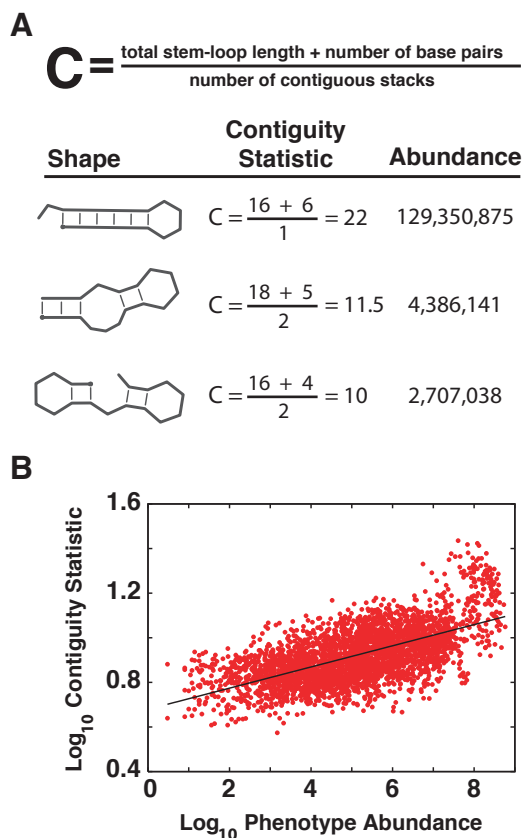 A
C = total stem-loop length + number of base pairs
number of contiguous stacks
Shape Contiguity Statistic Abundance
C = 16 + 6 / 1 = 22 129,350,875
C = 18 + 5 / 2 = 11.5 4,386,141
C = 16 + 4 / 2 = 10 2,707,038
B
Log10 Contiguity Statistic
1.6
1.2
0.8
0.4
0 2 4 6 8
Log10 Phenotype Abundance